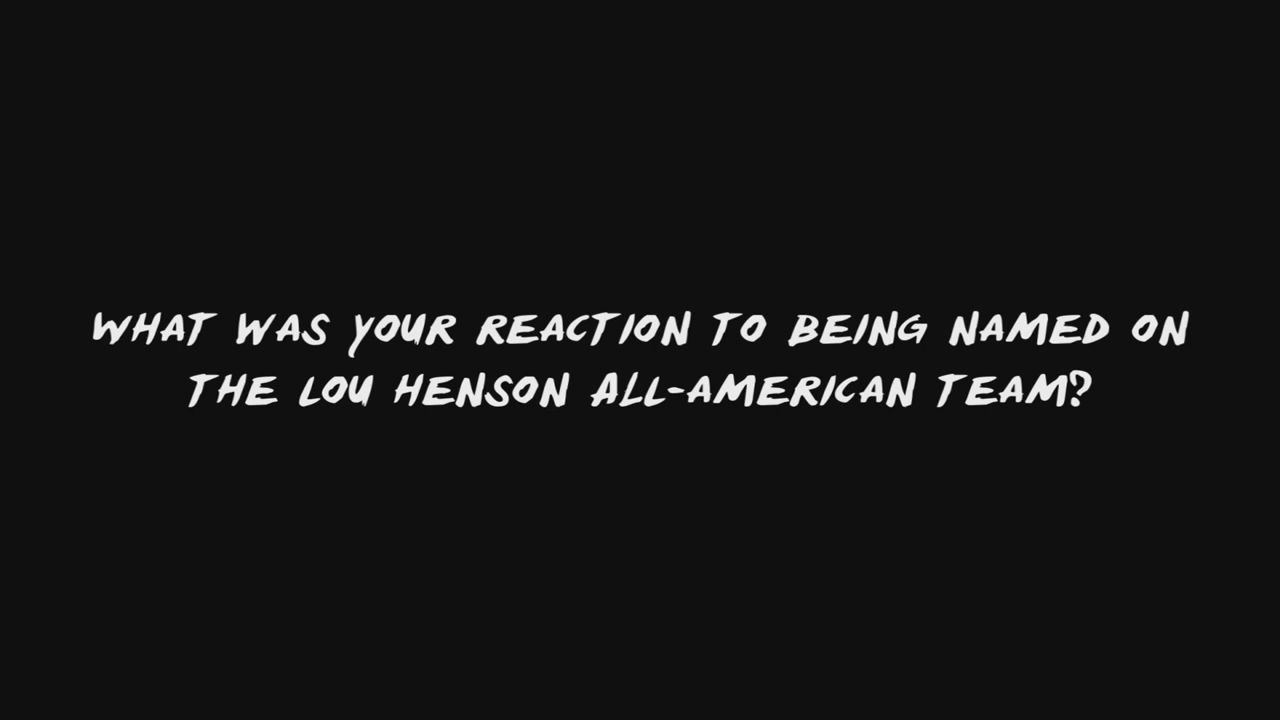 WHAT WAS YOUR REACTION TO BEING NAMED ON
THE LOU HENSON ALL-AMERICAN TEAM?